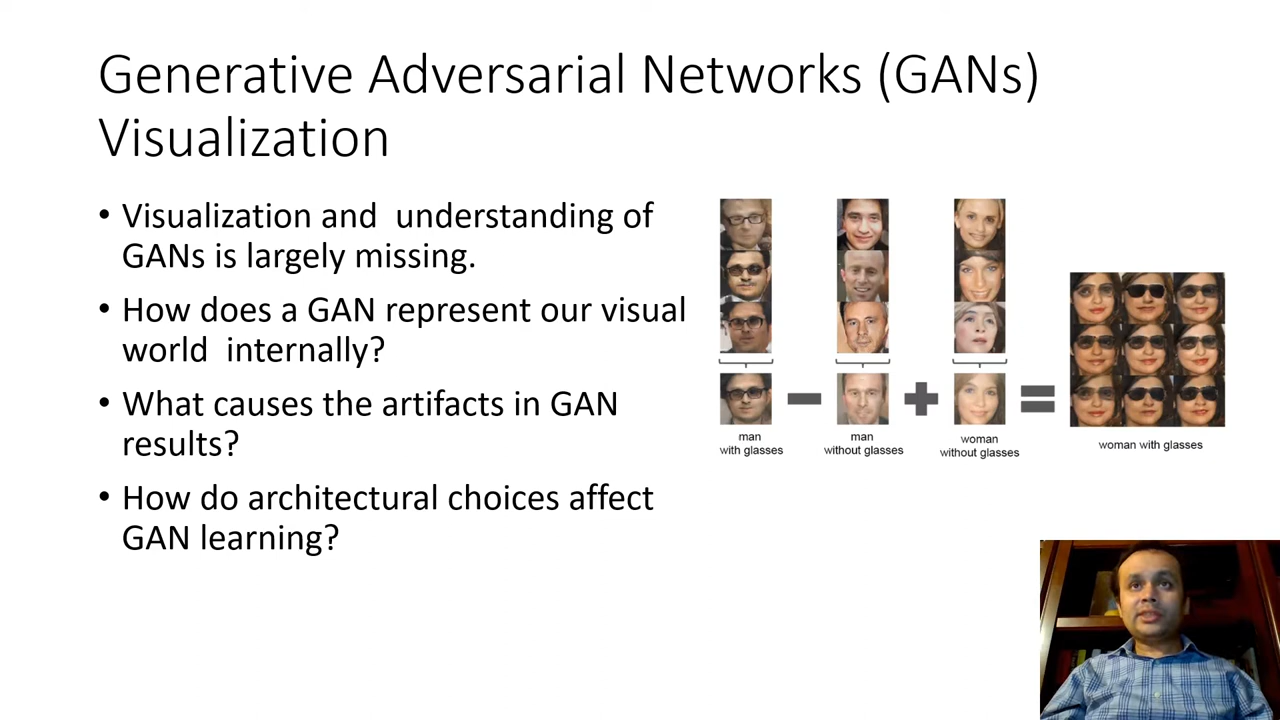 Generative Adversarial Networks (GANs)
Visualization
• Visualization and  understanding of
GANs is largely missing.
• How does a GAN represent our visual
world  internally?
• What causes the artifacts in GAN
results?
• How do architectural choices affect
GAN learning?
man
with glasses
man
without glasses
woman
without glasses
woman with glasses